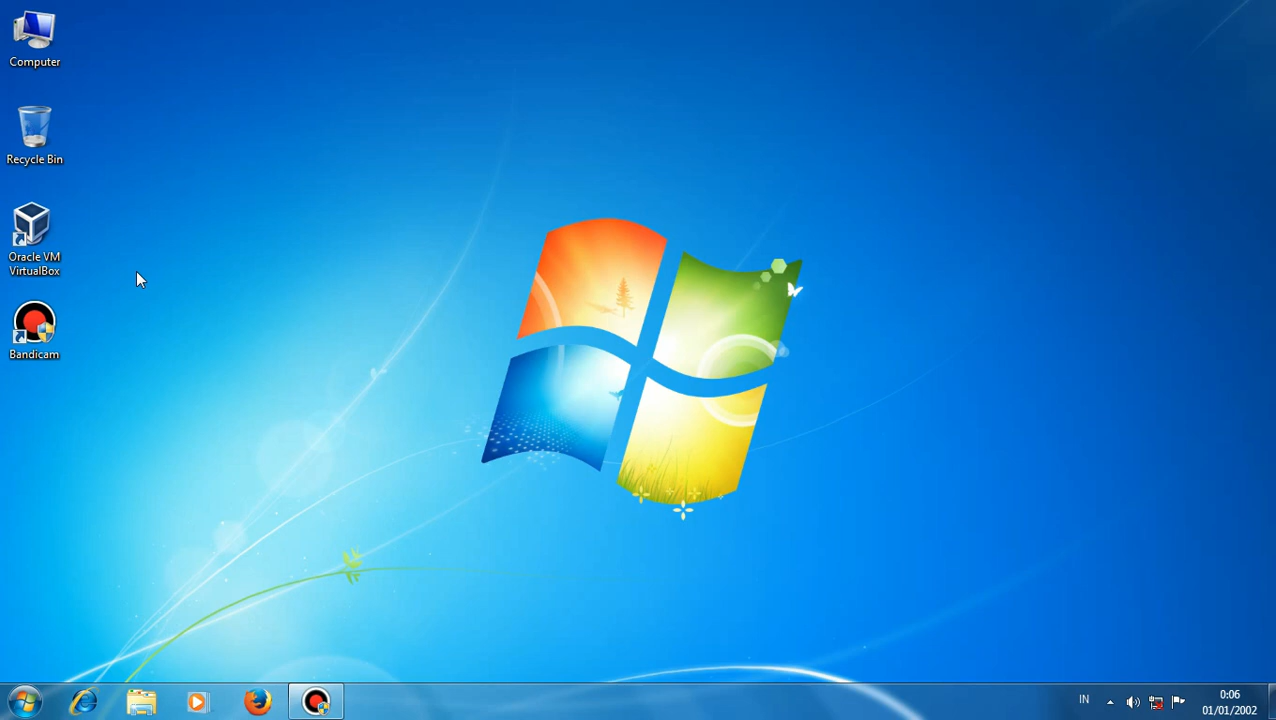 Computer
Recycle Bin
Oracle VM
VirtualBox
Bandicam
IN
0:06
01/01/2002